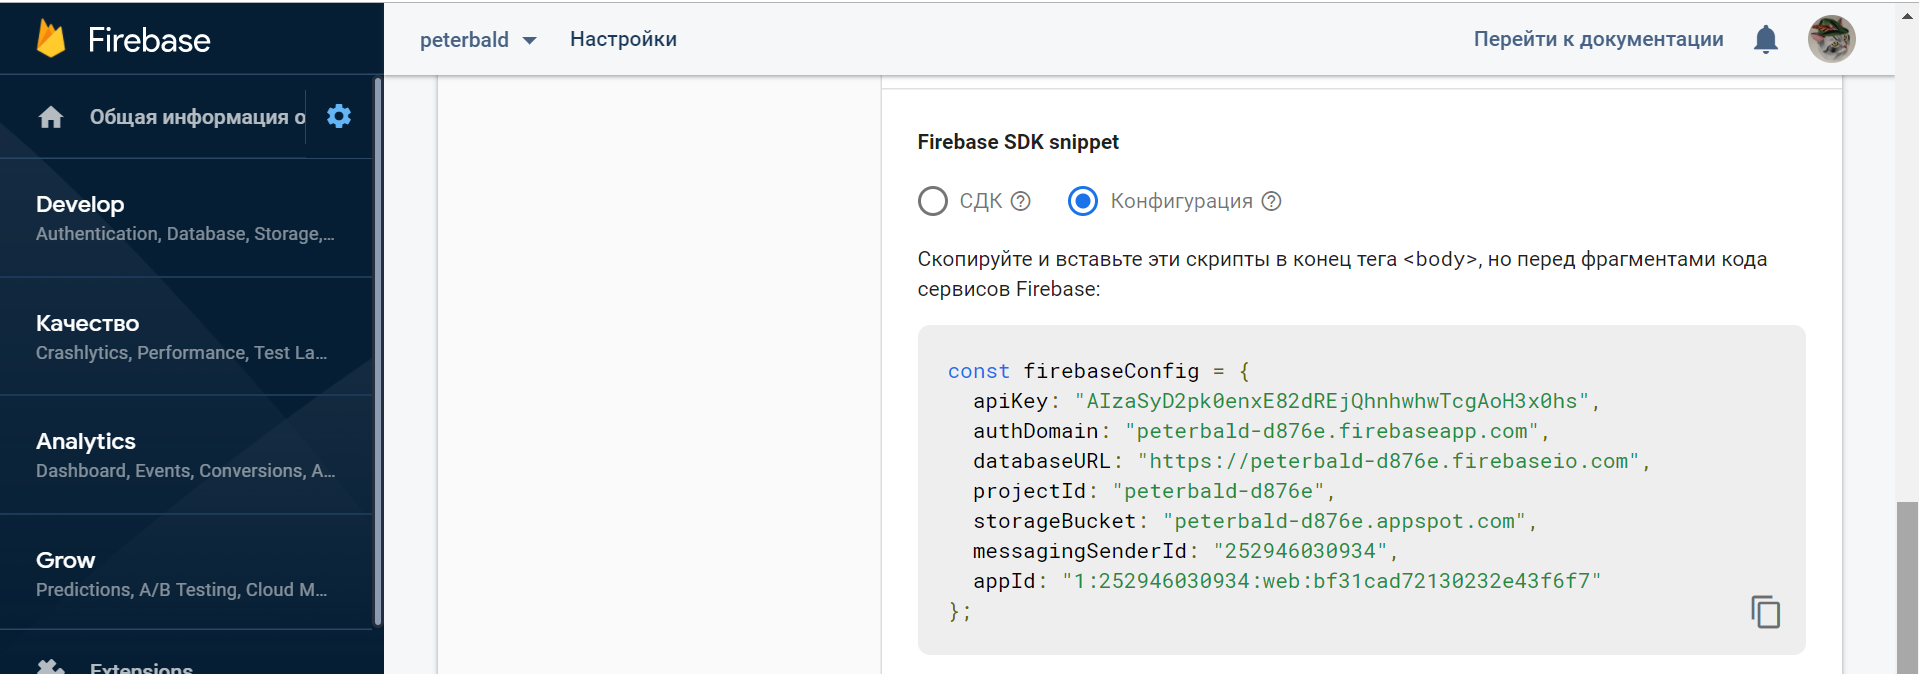 Firebase
peterbald
Настройки
Перейти к документации
Общая информация о
Develop
Authentication, Database, Storage,...
Качество
Crashlytics, Performance, Test La...
Analytics
Dashboard, Events, Conversions, A...
Grow
Predictions, A/B Testing, Cloud M...
Extensions
Firebase SDK snippet
СДК
Конфигурация
Скопируйте и вставьте эти скрипты в конец тега <body>, но перед фрагментами кода
сервисов Firebase:
const firebaseConfig = {
apiKey: "AIzaSyD2pk0enxE82dREjQhnhwhwTcgAoH3x0hs",
authDomain: "peterbald-d876e.firebaseapp.com",
databaseURL: "https://peterbald-d876e.firebaseio.com",
projectId: "peterbald-d876e",
storageBucket: "peterbald-d876e.appspot.com",
messagingSenderId: "252946030934",
appId: "1:252946030934:web:bf31cad72130232e43f6f7"
};